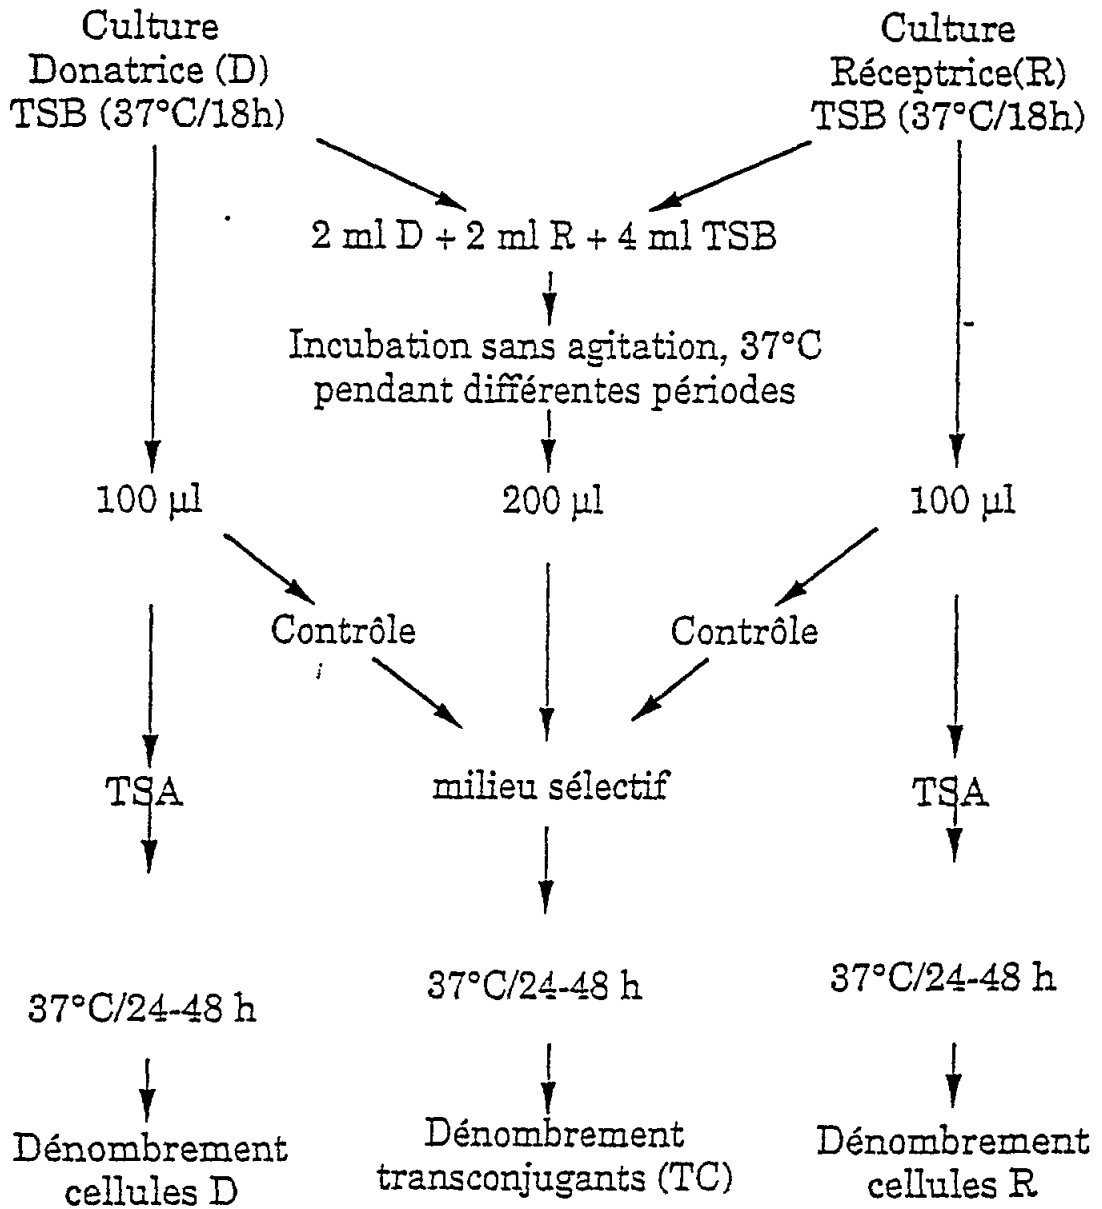 Culture
Donatrice (D)
TSB (37°C/18h)
Culture
Réceptrice(R)
TSB (37°C/18h)
2 ml D + 2 ml R + 4 ml TSB
Incubation sans agitation, 37°C
pendant différentes périodes
100 µl
200 µl
100 µl
Contrôle
Contrôle
TSA
milieu sélectif
TSA
37°C/24-48 h
37°C/24-48 h
37°C/24-48 h
Dénombrement
cellules D
Dénombrement
transconjugants (TC)
Dénombrement
cellules R